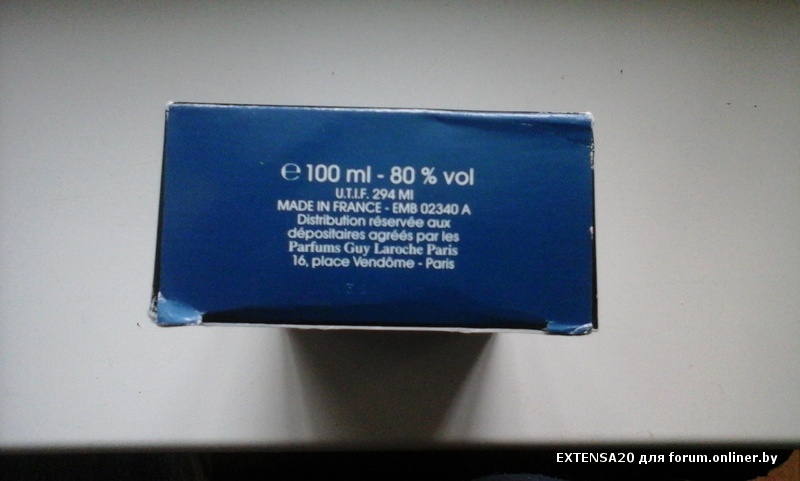 ℮ 100 ml - 80 % vol
U.T.I.F. 294 MI
MADE IN FRANCE - EMB 02340 A
Distribution réservée aux
dépositaires agréés par les
Parfums Guy Laroche Paris
16, place Vendôme - Paris
EXTENSA20 для forum.onliner.by